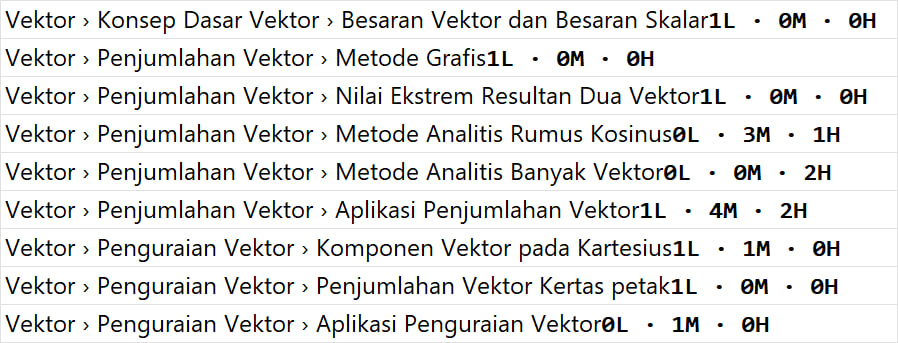 Vektor › Konsep Dasar Vektor › Besaran Vektor dan Besaran Skalar1L · 0M · 0H
Vektor › Penjumlahan Vektor › Metode Grafis1L · 0M · 0H
Vektor › Penjumlahan Vektor › Nilai Ekstrem Resultan Dua Vektor1L · 0M · 0H
Vektor › Penjumlahan Vektor › Metode Analitis Rumus Kosinus0L · 3M · 1H
Vektor › Penjumlahan Vektor › Metode Analitis Banyak Vektor0L · 0M · 2H
Vektor › Penjumlahan Vektor › Aplikasi Penjumlahan Vektor1L · 4M · 2H
Vektor › Penguraian Vektor › Komponen Vektor pada Kartesius1L · 1M · 0H
Vektor › Penguraian Vektor › Penjumlahan Vektor Kertas petak1L · 0M · 0H
Vektor › Penguraian Vektor › Aplikasi Penguraian Vektor0L · 1M · 0H